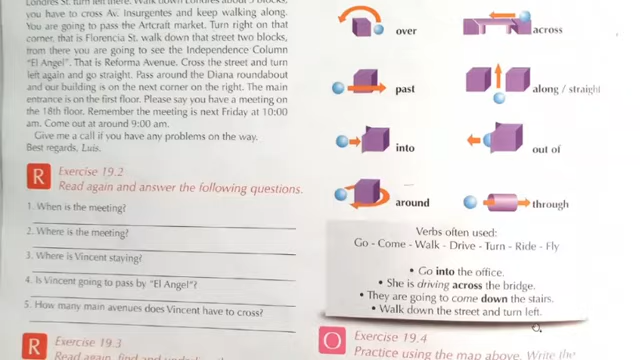 Londres St. turn left there. Walk down Londres about 3 blocks,
you have to cross Av. Insurgentes and keep walking along.
You are going to pass the Artcraft market. Turn right on that
corner, that is Florencia St. walk down that street two blocks,
from there you are going to see the Independence Column
"El Angel". That is Reforma Avenue. Cross the street and turn
left again and go straight. Pass around the Diana roundabout
and our building is on the next corner on the right. The main
entrance is on the first floor. Please say you have a meeting on
the 18th floor. Remember the meeting is next Friday at 10:00
am. Come out at around 9:00 am.
Give me a call if you have any problems on the way.
Best regards, Luis.
R
Exercise 19.2
Read again and answer the following questions.
1. When is the meeting?
2. Where is the meeting?
3. Where is Vincent staying?
4. Is Vincent going to pass by "El Angel"?
5. How many main avenues does Vincent have to cross?
R
Exercise 19.3
Read again, find and
over
across
past
along / straight
into
out of
around
through
Verbs often used:
Go - Come - Walk - Drive - Turn - Ride - Fly
• Go into the office.
• She is driving across the bridge.
• They are going to come down the stairs.
• Walk down the street and turn left.
O
Exercise 19.4
Practice using the map above. Write the